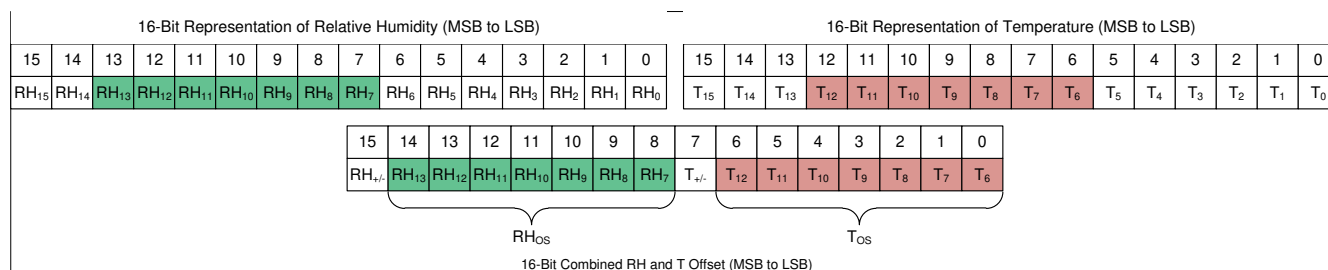 16-Bit Representation of Relative Humidity (MSB to LSB)
15 14 13 12 11 10 9 8 7 6 5 4 3 2 1 0
RH15 RH14 RH13 RH12 RH11 RH10 RH9 RH8 RH7 RH6 RH5 RH4 RH3 RH2 RH1 RH0
16-Bit Representation of Temperature (MSB to LSB)
15 14 13 12 11 10 9 8 7 6 5 4 3 2 1 0
T15 T14 T13 T12 T11 T10 T9 T8 T7 T6 T5 T4 T3 T2 T1 T0
15 14 13 12 11 10 9 8 7 6 5 4 3 2 1 0
RH+/- RH13 RH12 RH11 RH10 RH9 RH8 RH7 T+/- T12 T11 T10 T9 T8 T7 T6
RHOS TOS
16-Bit Combined RH and T Offset (MSB to LSB)